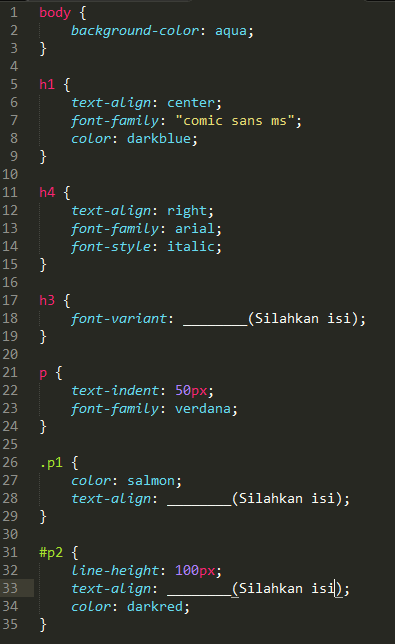 1 body {
2 background-color: aqua;
3 }
4
5 h1 {
6 text-align: center;
7 font-family: "comic sans ms";
8 color: darkblue;
9 }
10
11 h4 {
12 text-align: right;
13 font-family: arial;
14 font-style: italic;
15 }
16
17 h3 {
18 font-variant: ________(Silahkan isi);
19 }
20
21 p {
22 text-indent: 50px;
23 font-family: verdana;
24 }
25
26 .p1 {
27 color: salmon;
28 text-align: ________(Silahkan isi);
29 }
30
31 #p2 {
32 line-height: 100px;
33 text-align: ________(Silahkan isi);
34 color: darkred;
35 }